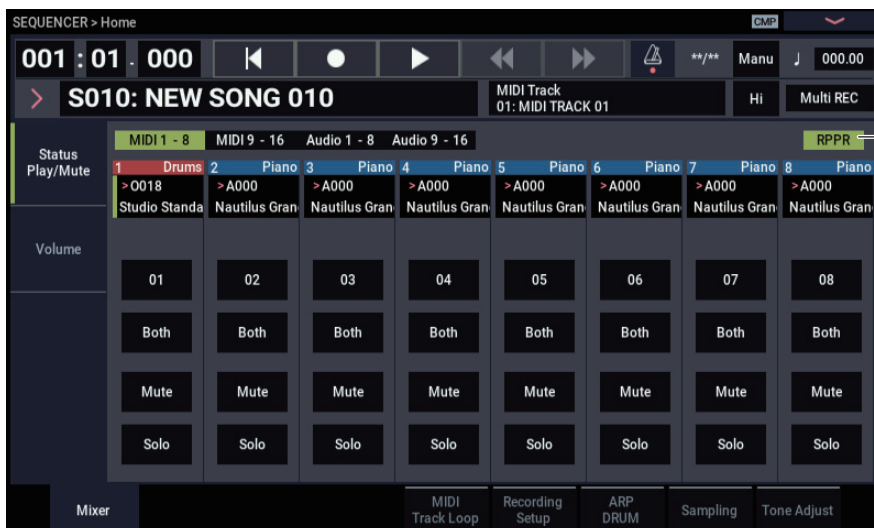 SEQUENCER > Home CMP
001 : 01 . 000 **/** Manu ♩ 000.00
> S010: NEW SONG 010 MIDI Track Hi Multi REC
01: MIDI TRACK 01
Status Play/Mute
Volume
MIDI 1 - 8 MIDI 9 - 16 Audio 1 - 8 Audio 9 - 16 RPPR
1 Drums 2 Piano 3 Piano 4 Piano 5 Piano 6 Piano 7 Piano 8 Piano
>0018 >A000 >A000 >A000 >A000 >A000 >A000 >A000
Studio Standa Nautilus Gran Nautilus Gran Nautilus Gran Nautilus Gran Nautilus Gran Nautilus Gran Nautilus Gran
01 02 03 04 05 06 07 08
Both Both Both Both Both Both Both Both
Mute Mute Mute Mute Mute Mute Mute Mute
Solo Solo Solo Solo Solo Solo Solo Solo
Mixer MIDI Track Loop Recording Setup ARP DRUM Sampling Tone Adjust